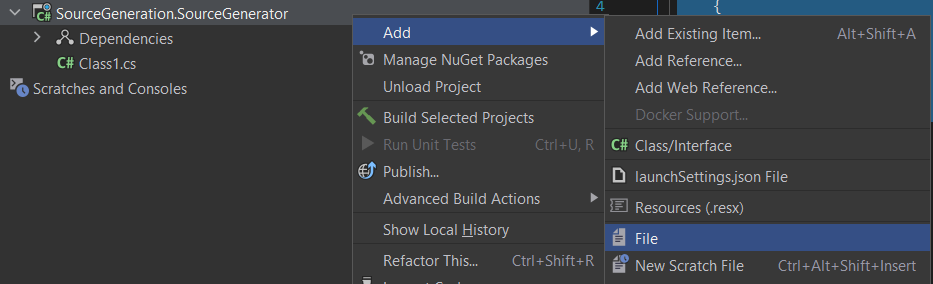 SourceGeneration.SourceGenerator
Dependencies
C# Class1.cs
Scratches and Consoles
Add
Manage NuGet Packages
Unload Project
Build Selected Projects
Run Unit Tests Ctrl+U, R
Publish...
Advanced Build Actions
Show Local History
Refactor This... Ctrl+Shift+R
4 {
Add Existing Item... Alt+Shift+A
Add Reference...
Add Web Reference...
Docker Support...
C# Class/Interface
launchSettings.json File
Resources (.resx)
File
New Scratch File Ctrl+Alt+Shift+Insert